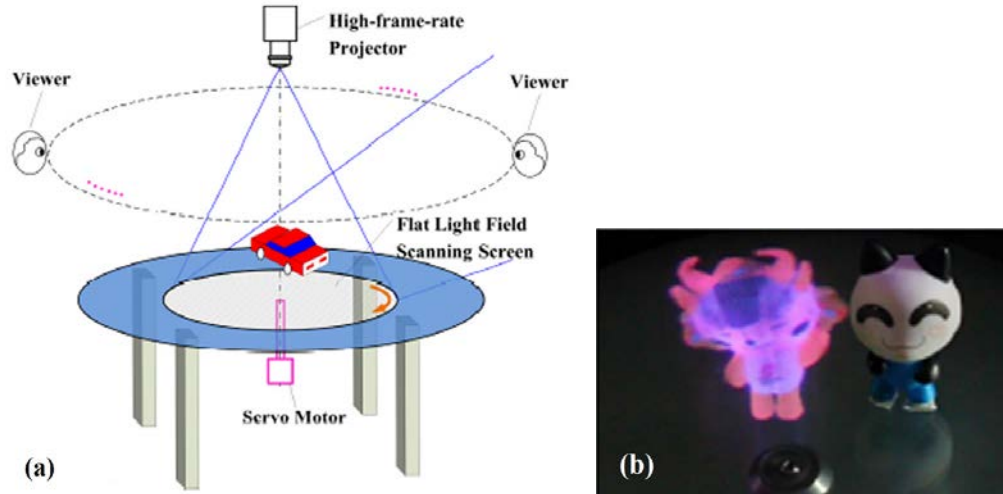 High-frame-rate
Projector
Viewer
Viewer
Flat Light Field
Scanning Screen
Servo Motor
(a)
(b)